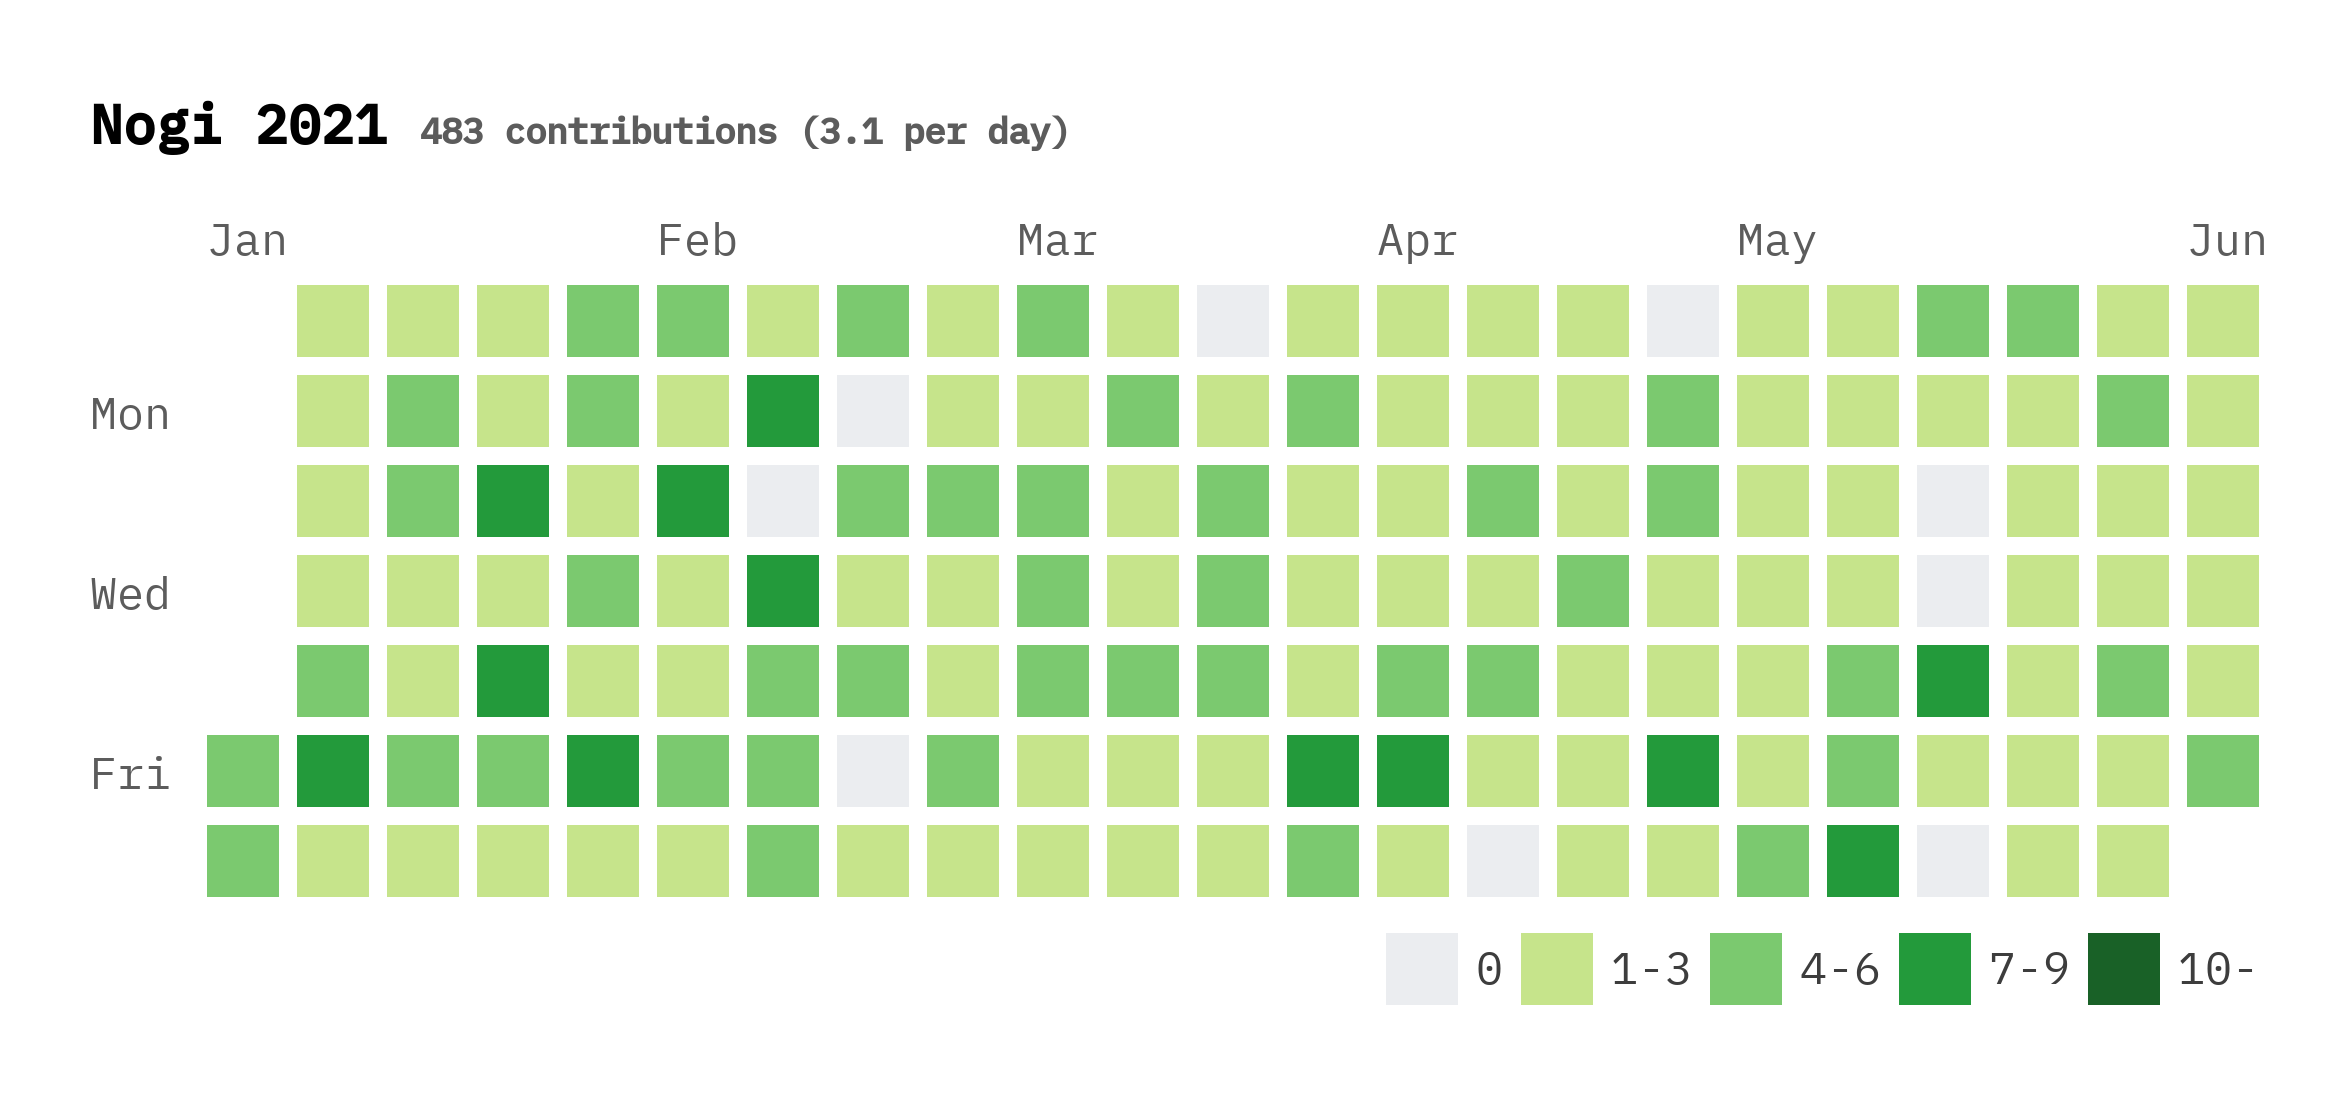 Nogi 2021 483 contributions (3.1 per day)
Jan Feb Mar Apr May Jun
Mon
Wed
Fri
0 1-3 4-6 7-9 10-